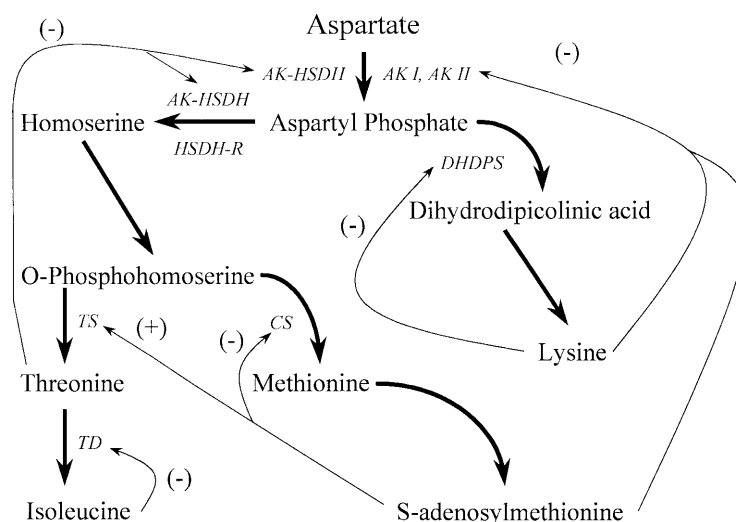 (-)
Aspartate
(-)
AK-HSDH
AK I, AK II
AK-HSDH
Homoserine
Aspartyl Phosphate
HSDH-R
DHDPS
Dihydrodipicolinic acid
(-)
O-Phosphohomoserine
TS
(+)
(-)
CS
Lysine
Threonine
Methionine
TD
(-)
Isoleucine
S-adenosylmethionine